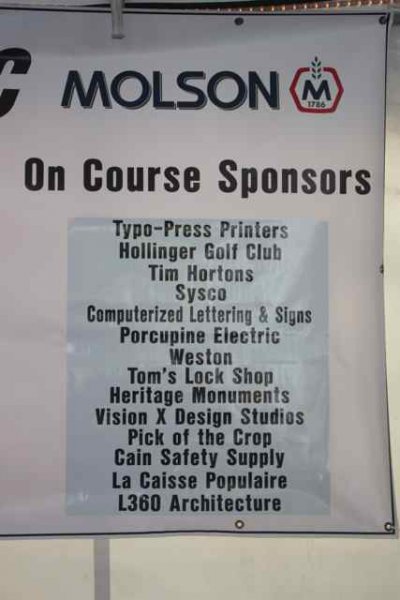 C MOLSON M
1786
On Course Sponsors
Typo-Press Printers
Hollinger Golf Club
Tim Hortons
Sysco
Computerized Lettering & Signs
Porcupine Electric
Weston
Tom's Lock Shop
Heritage Monuments
Vision X Design Studios
Pick of the Crop
Cain Safety Supply
La Caisse Populaire
L360 Architecture